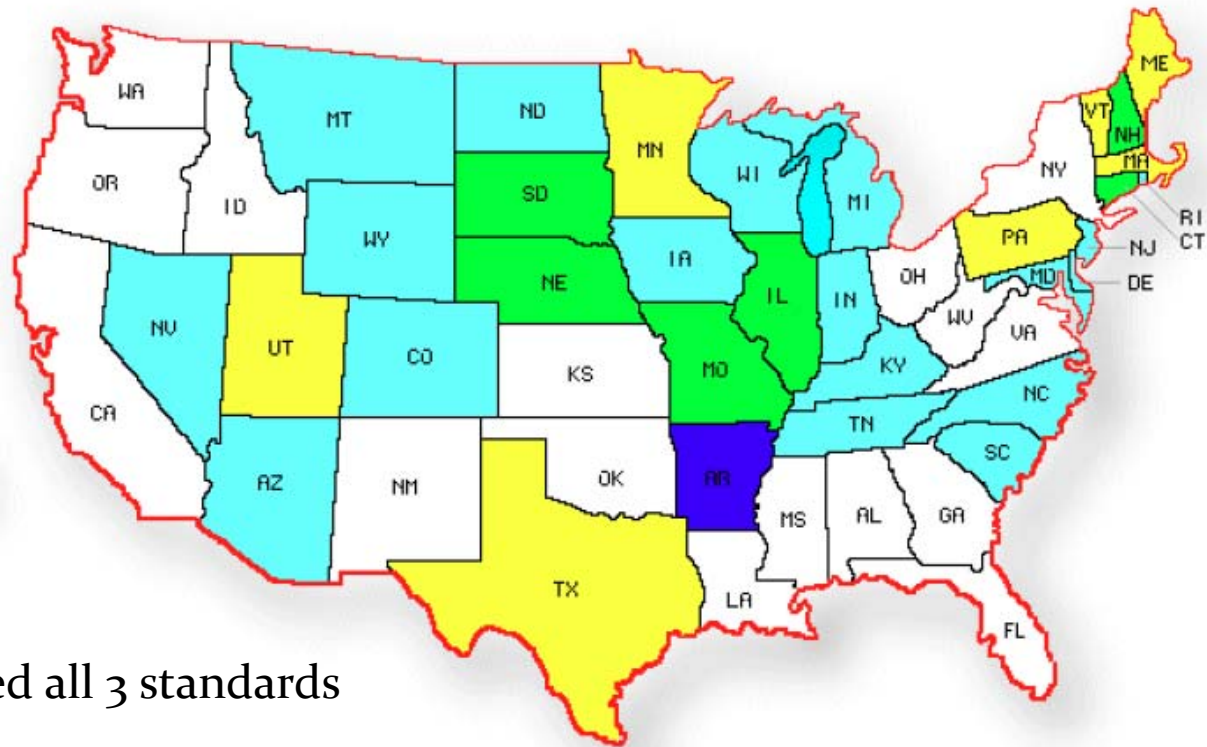 ME
WA
VT
MT
ND
NH
MN
MA
OR
NY
ID
SD
WI
MI
RI
WY
CT
PA
NJ
IA
NE
OH
MD
DE
NV
IL
IN
UT
WV
VA
CO
KS
MO
KY
CA
NC
TN
SC
AZ
NM
OK
AR
MS
AL
GA
TX
LA
FL
ed all 3 standards